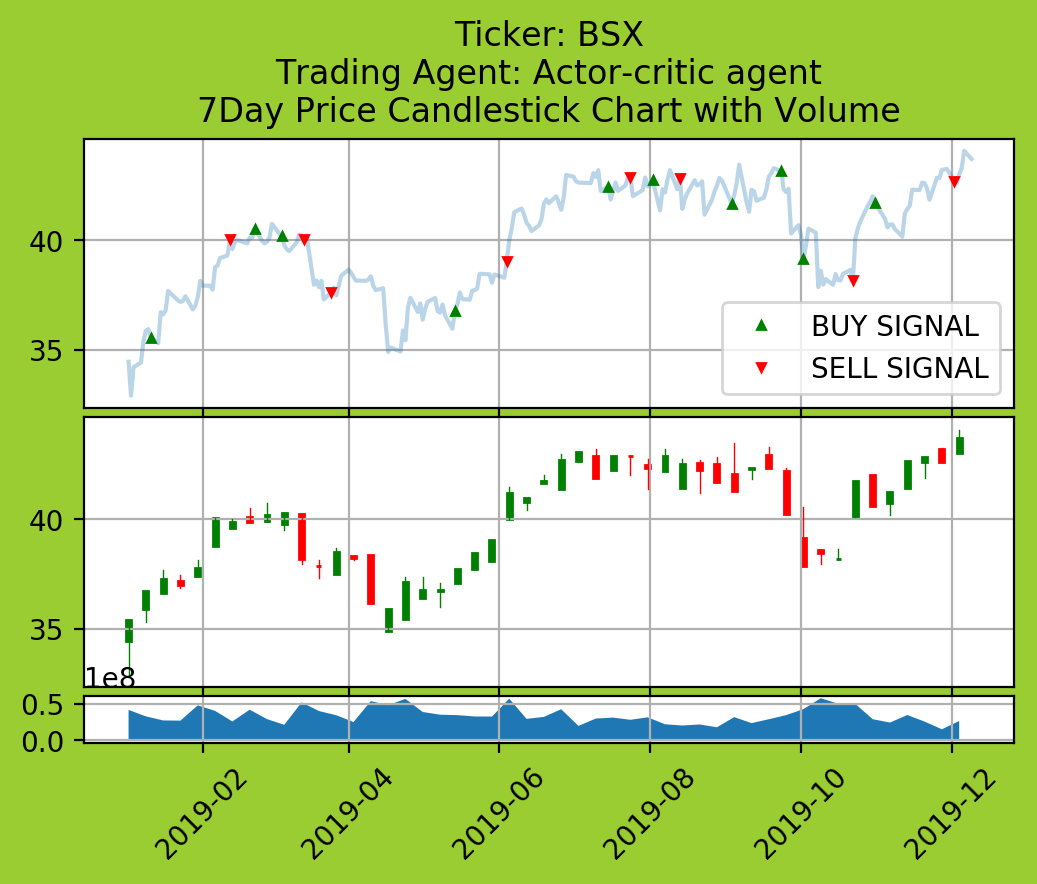 Ticker: BSX
Trading Agent: Actor-critic agent
7Day Price Candlestick Chart with Volume
40
35
BUY SIGNAL
SELL SIGNAL
40
35
1e8
0.5
0.0
2019-02
2019-04
2019-06
2019-08
2019-10
2019-12